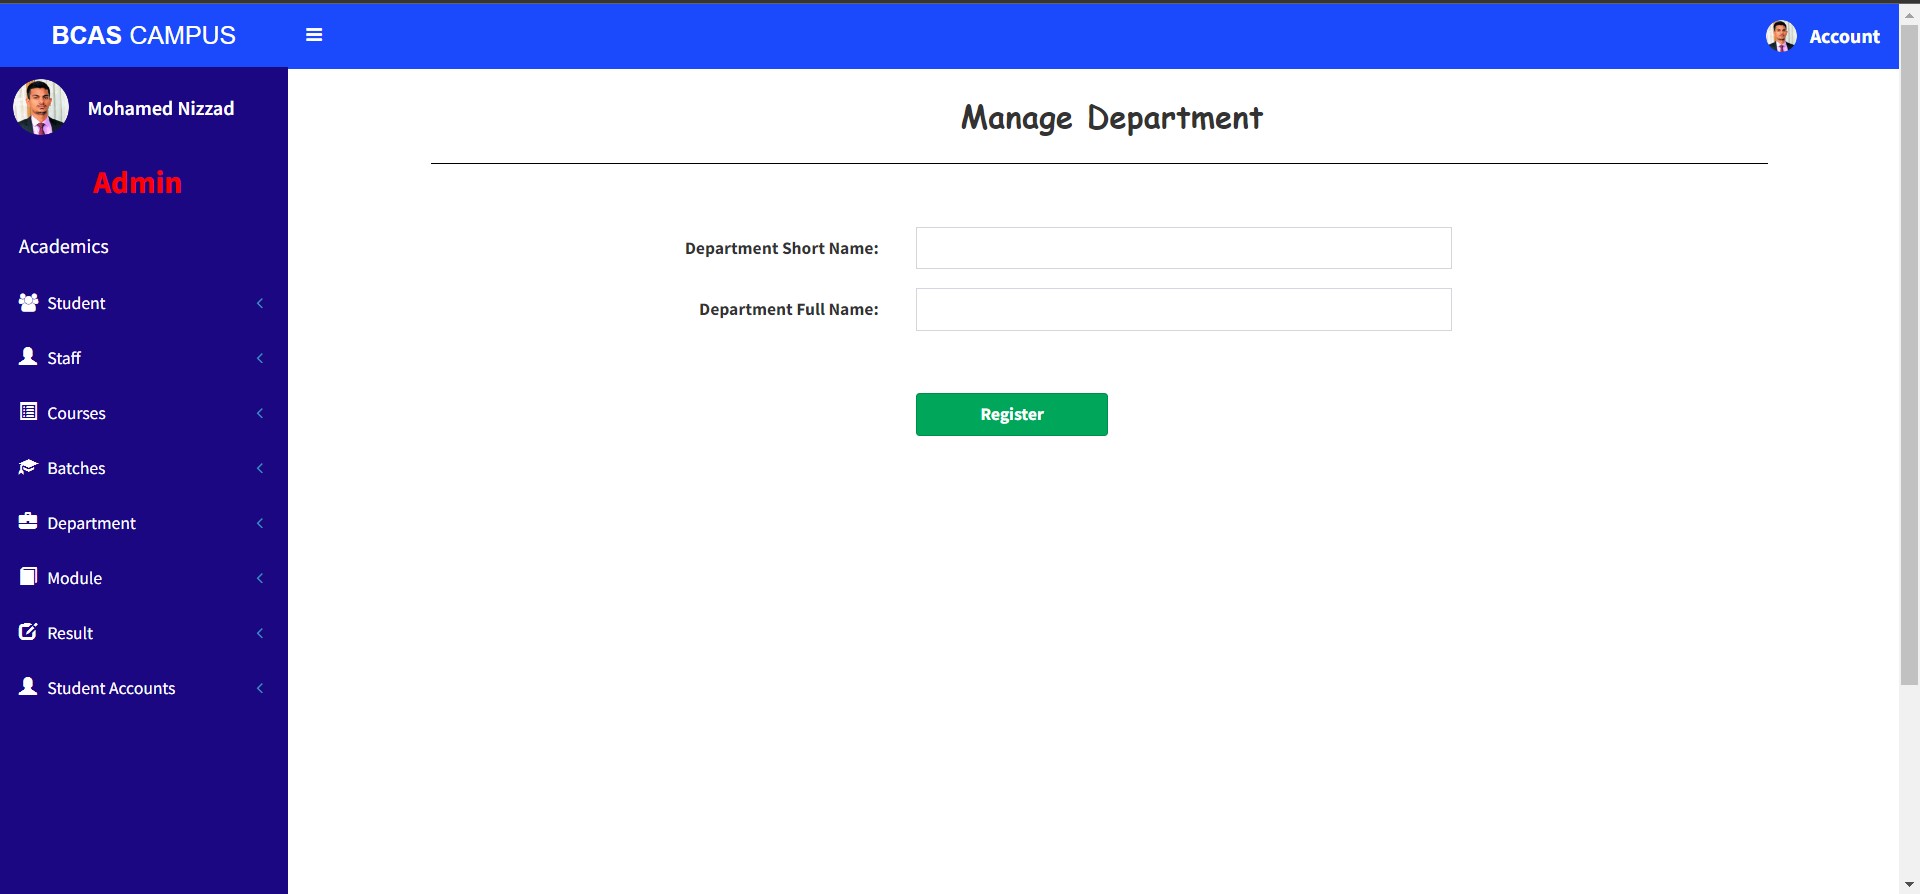 BCAS CAMPUS
Account
Mohamed Nizzad
Admin
Academics
Student
Staff
Courses
Batches
Department
Module
Result
Student Accounts
Manage Department
Department Short Name:
Department Full Name:
Register